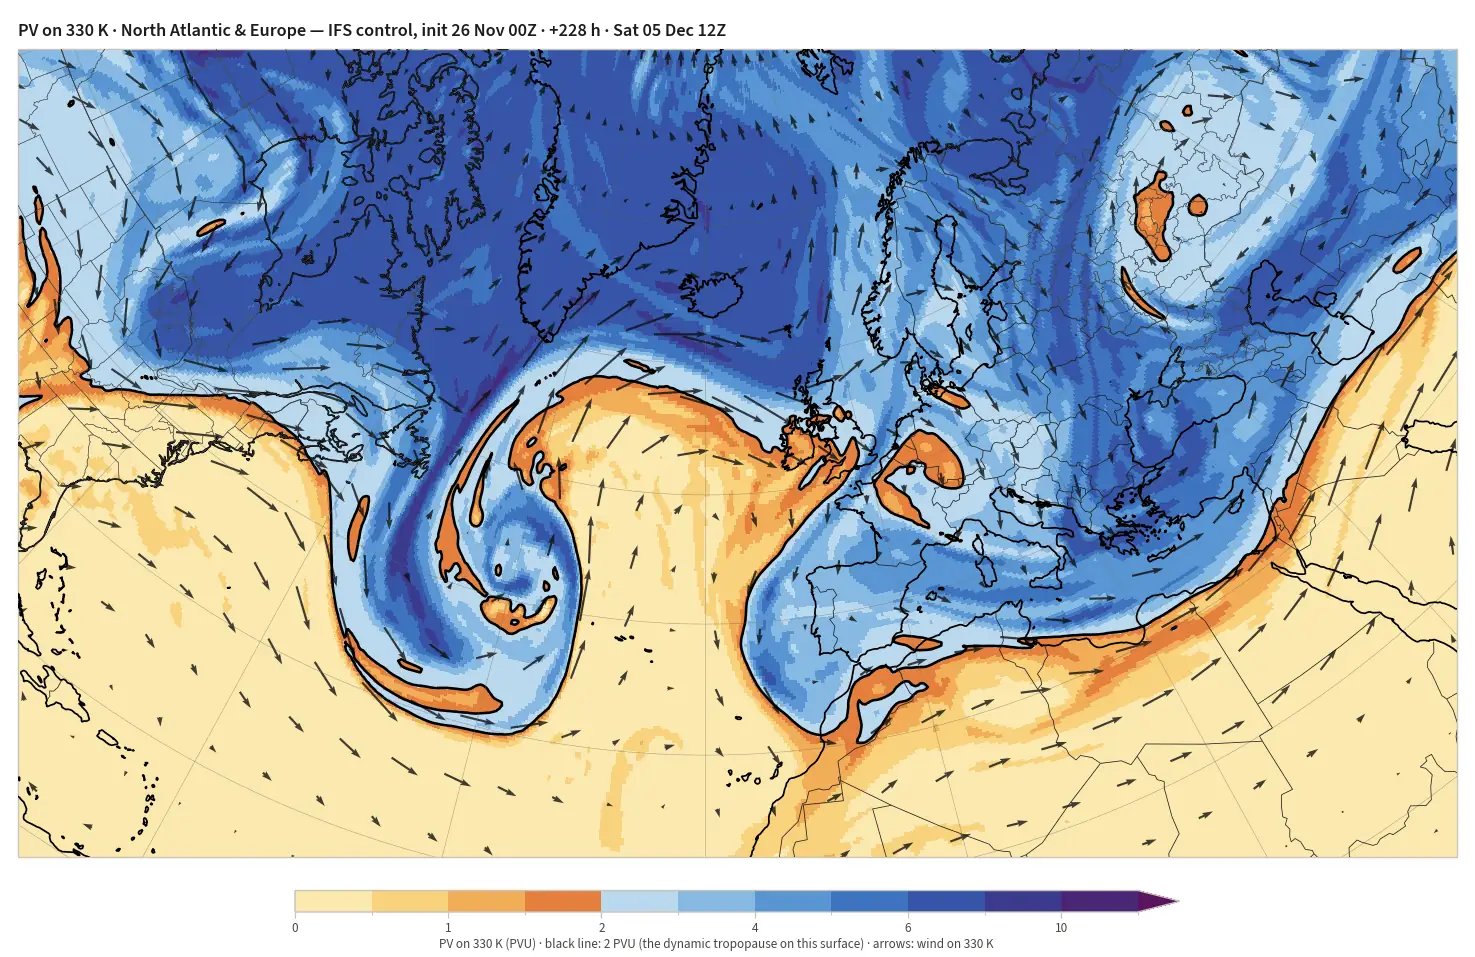 PV on 330 K · North Atlantic & Europe — IFS control, init 26 Nov 00Z · +228 h · Sat 05 Dec 12Z
0 1 2 4 6 10
PV on 330 K (PVU) · black line: 2 PVU (the dynamic tropopause on this surface) · arrows: wind on 330 K